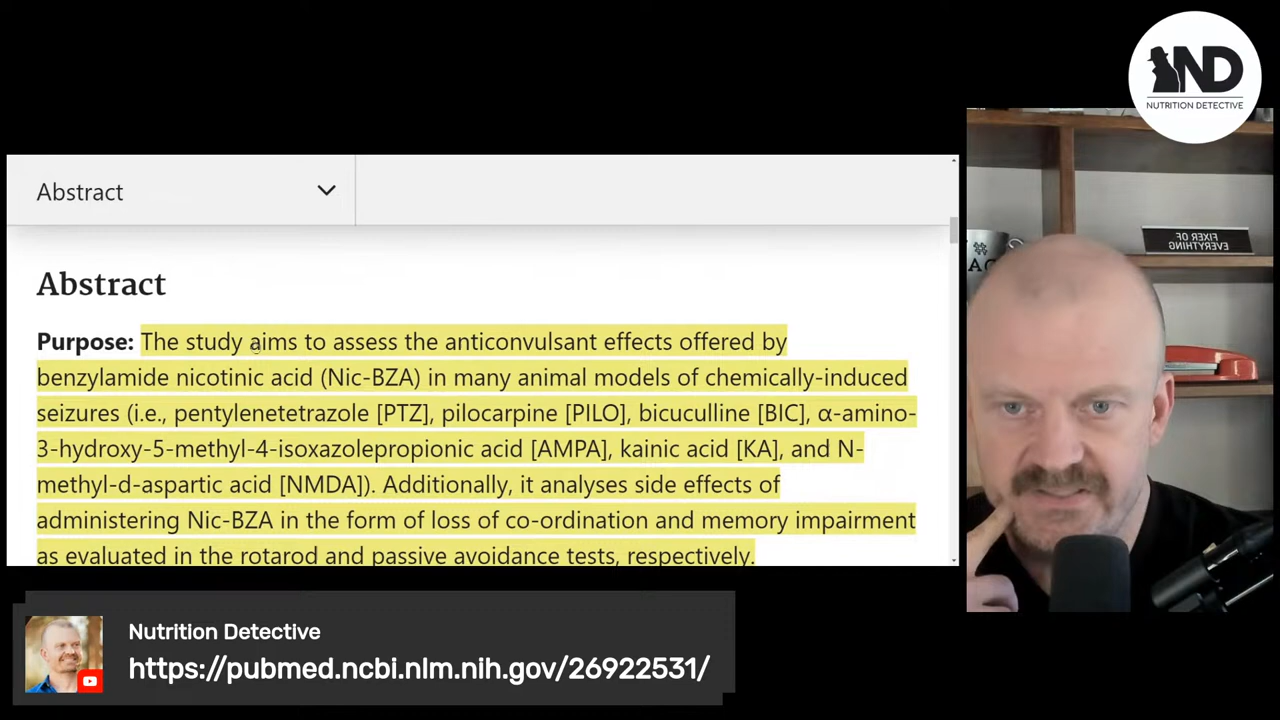 ND
NUTRITION DETECTIVE
Abstract
Abstract
Purpose: The study aims to assess the anticonvulsant effects offered by
benzylamide nicotinic acid (Nic-BZA) in many animal models of chemically-induced
seizures (i.e., pentylenetetrazole [PTZ], pilocarpine [PILO], bicuculline [BIC], α-amino-
3-hydroxy-5-methyl-4-isoxazolepropionic acid [AMPA], kainic acid [KA], and N-
methyl-d-aspartic acid [NMDA]). Additionally, it analyses side effects of
administering Nic-BZA in the form of loss of co-ordination and memory impairment
as evaluated in the rotarod and passive avoidance tests, respectively.
FIXER OF
EVERYTHING
Nutrition Detective
https://pubmed.ncbi.nlm.nih.gov/26922531/